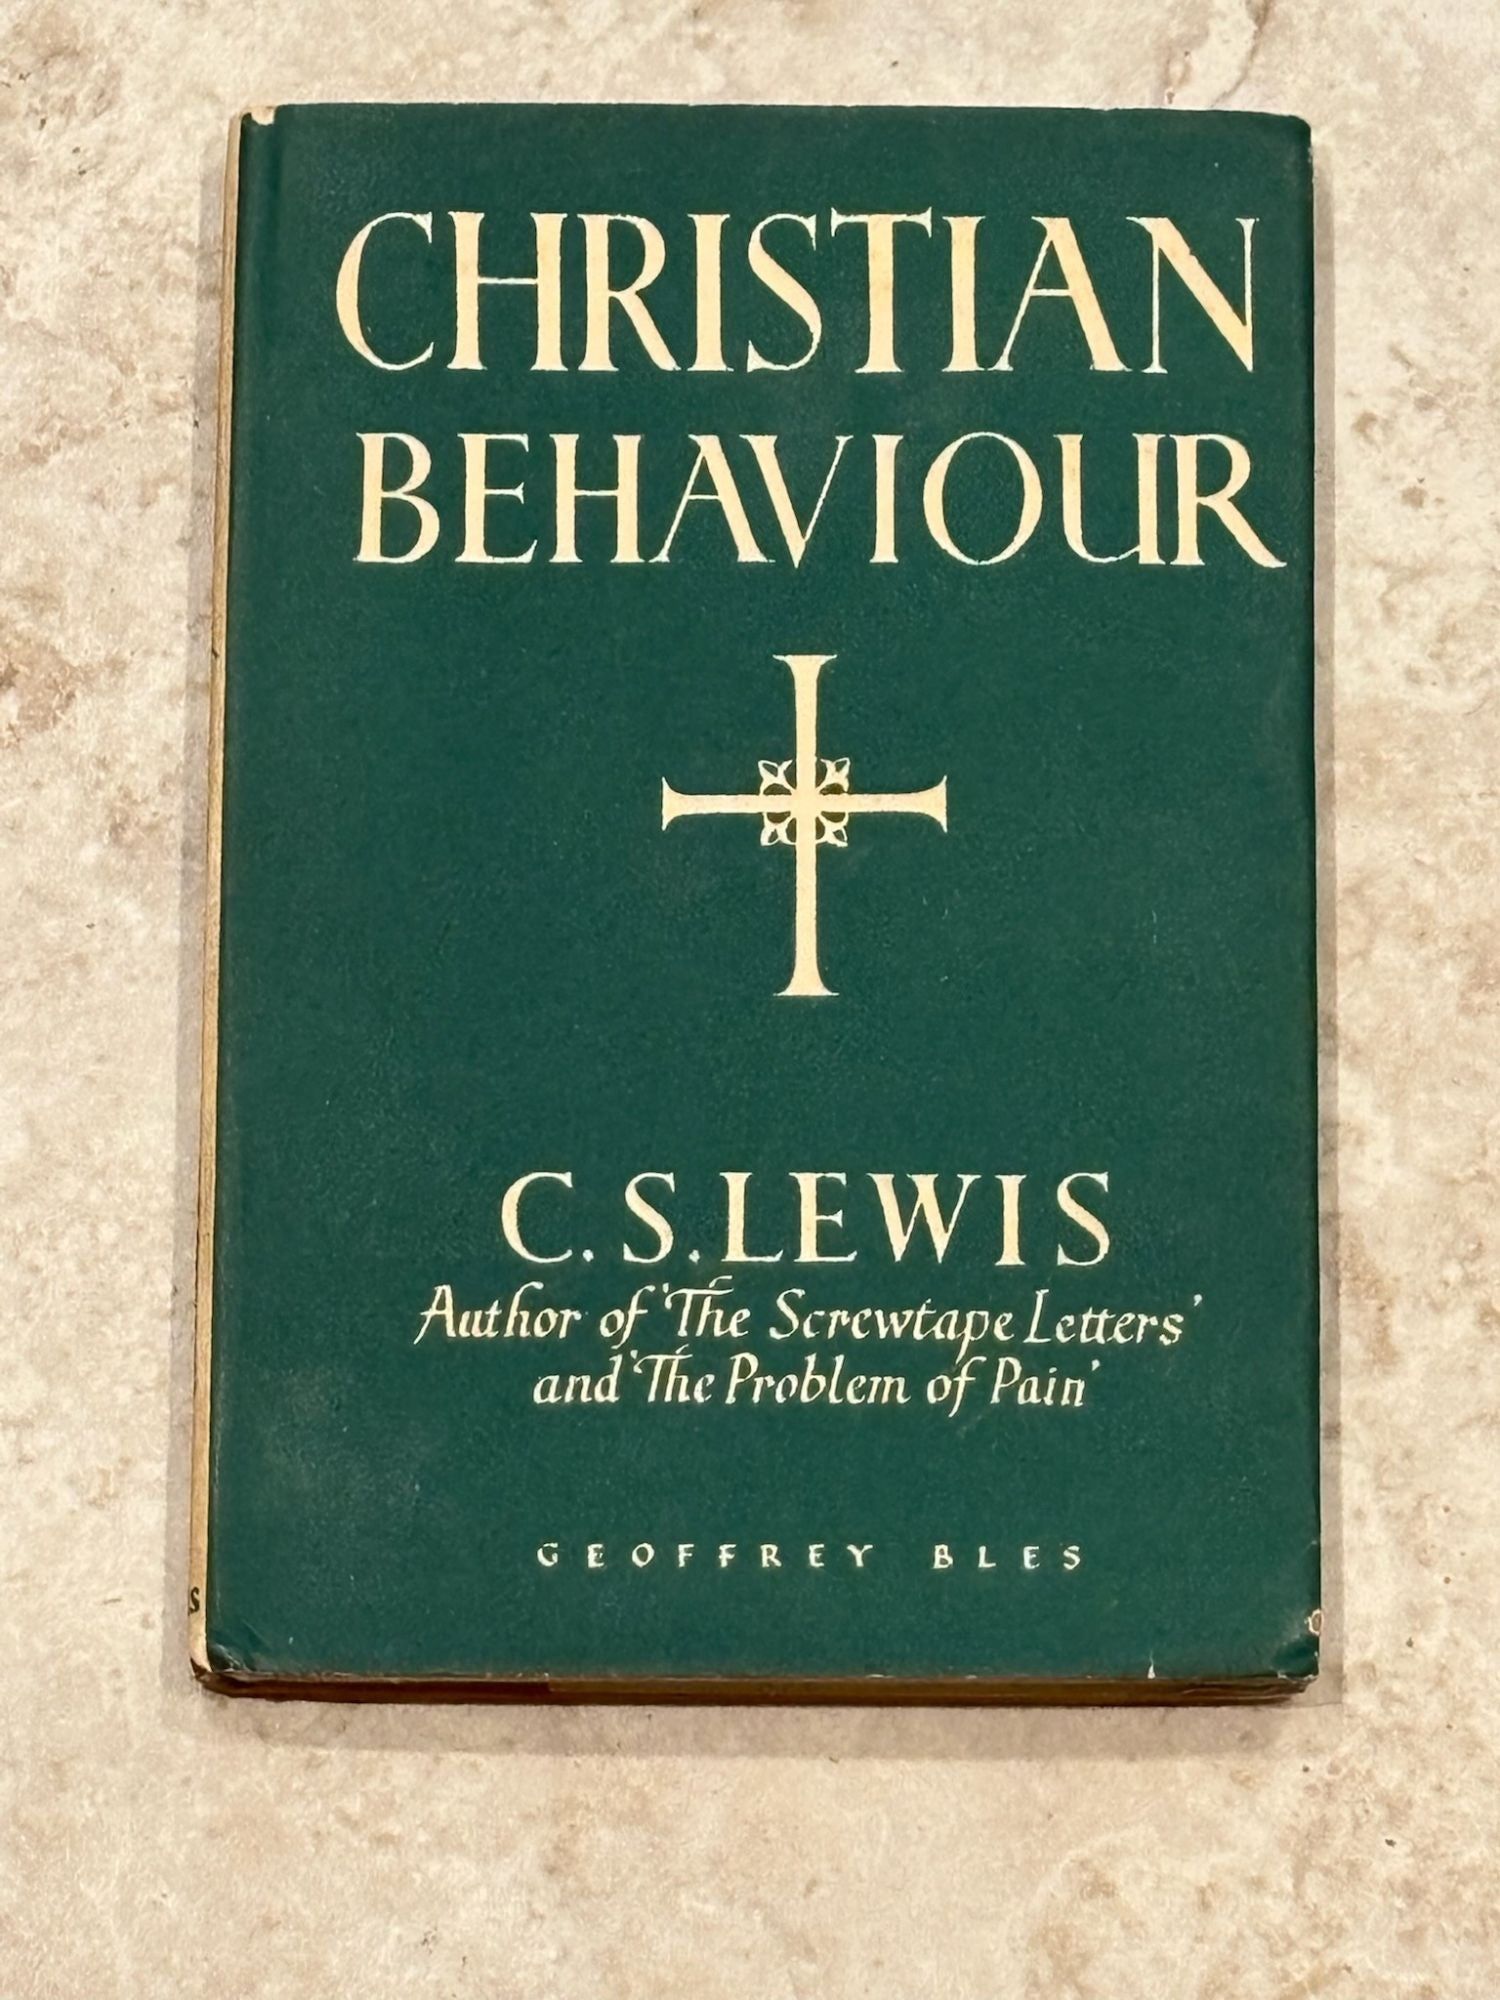 CHRISTIAN
BEHAVIOUR
C. S. LEWIS
Author of 'The Screwtape Letters'
and 'The Problem of Pain'
GEOFFREY BLES
S